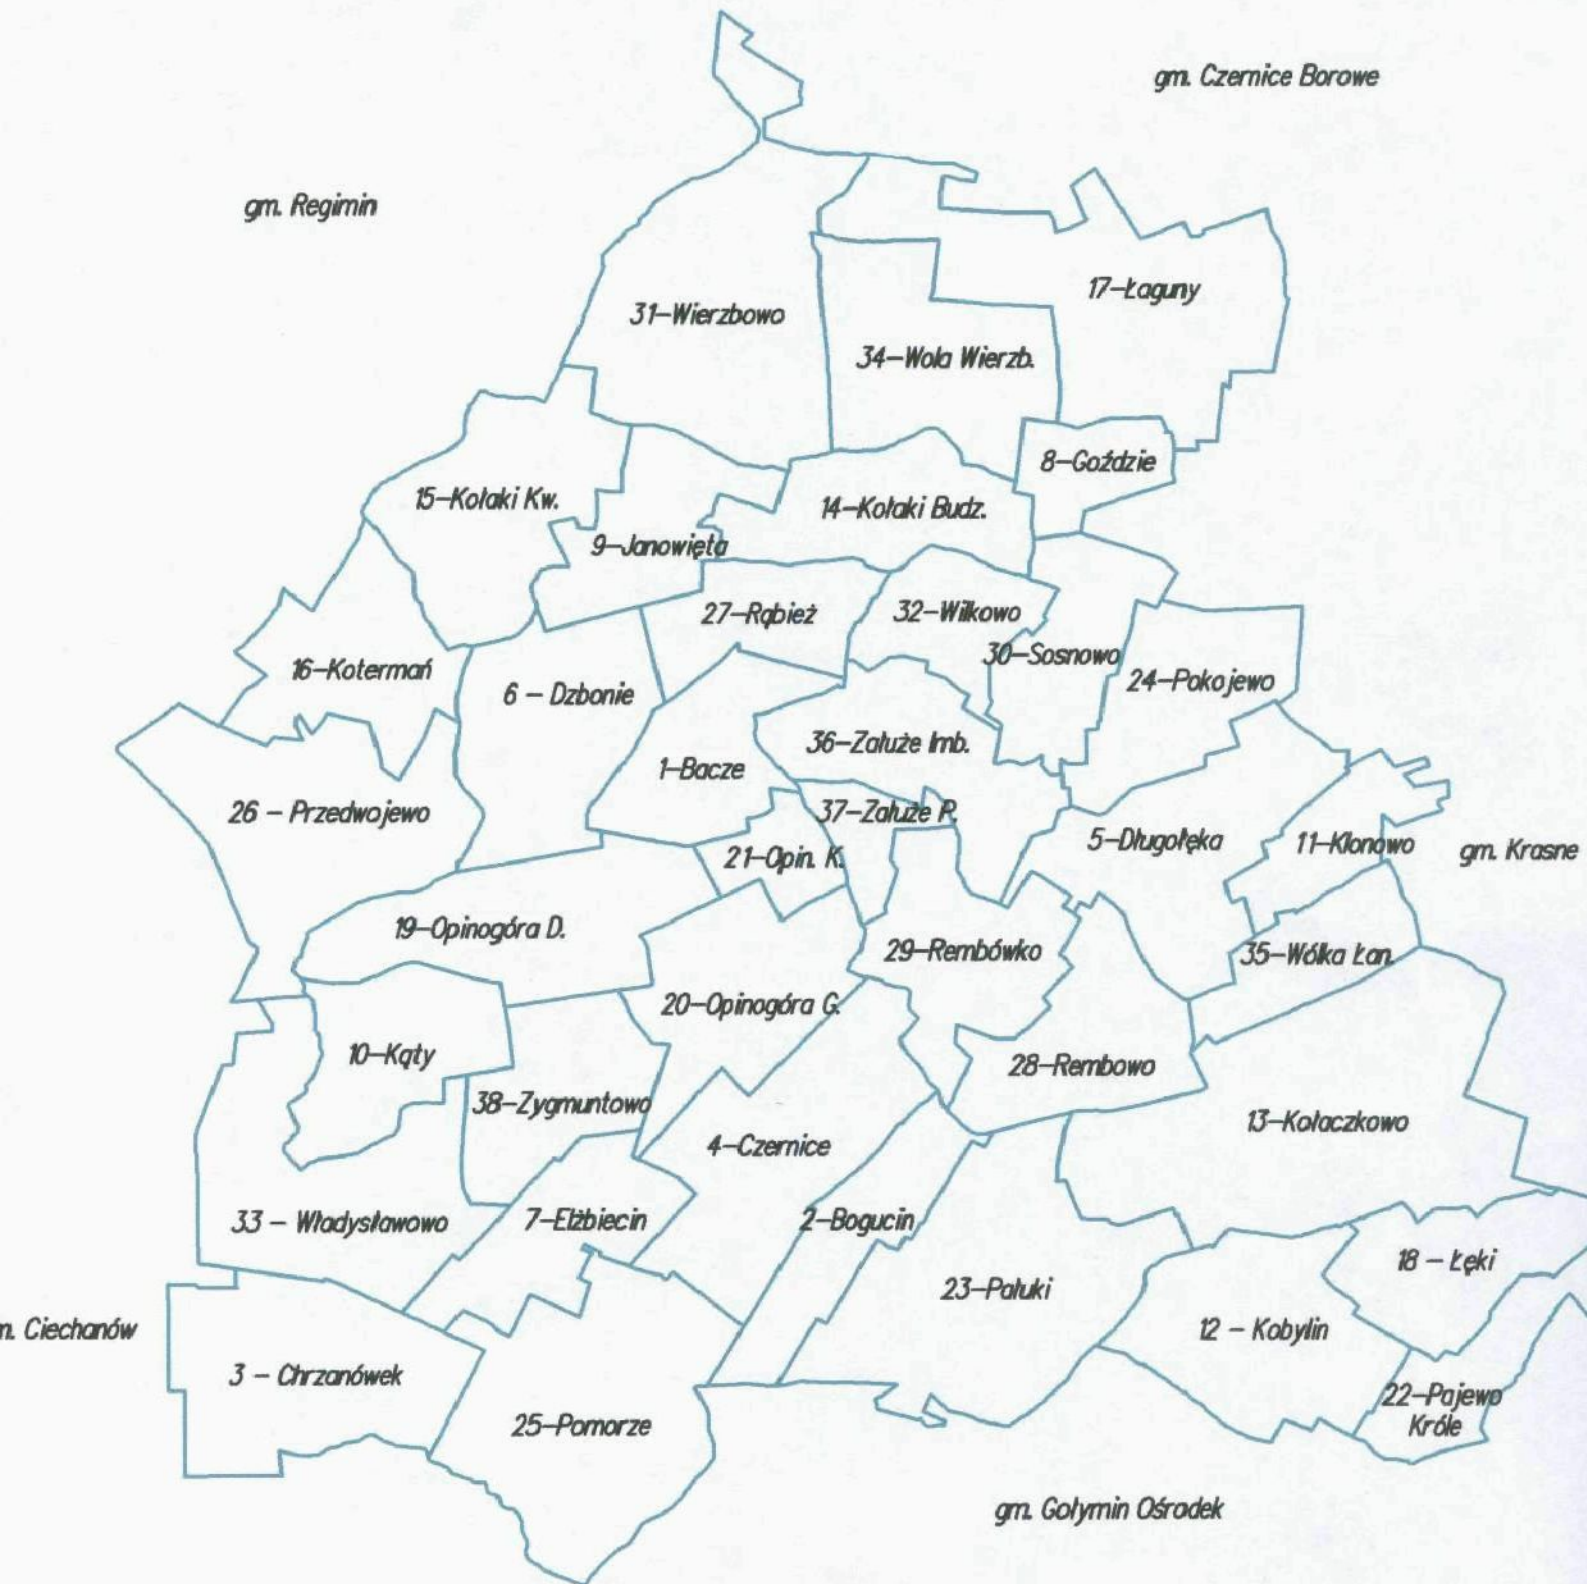 gm. Czernice Borowe
gm. Regimin
17-Łaguny
31-Wierzbowo
34-Wola Wierzb.
8-Goździe
15-Kołaki Kw.
14-Kołaki Budz.
9-Janowięta
27-Rąbież
32-Wilkowo
30-Sosnowo
16-Kotermań
24-Pokojewo
6 - Dzbonie
36-Załuże Imb.
1-Bacze
26 - Przedwojewo
37-Załuże P.
5-Długołęka
11-Klonowo
gm. Krasne
21-Opin. K.
19-Opinogóra D.
29-Rembówko
35-Wólka Łan.
20-Opinogóra G.
10-Kąty
28-Rembowo
38-Zygmuntowo
13-Kołaczkowo
4-Czernice
33 - Władysławowo
7-Elżbiecin
2-Bogucin
18 - Łęki
23-Pałuki
m. Ciechanów
12 - Kobylin
3 - Chrzanówek
22-Pajewo
Króle
25-Pomorze
gm. Gołymin Ośrodek